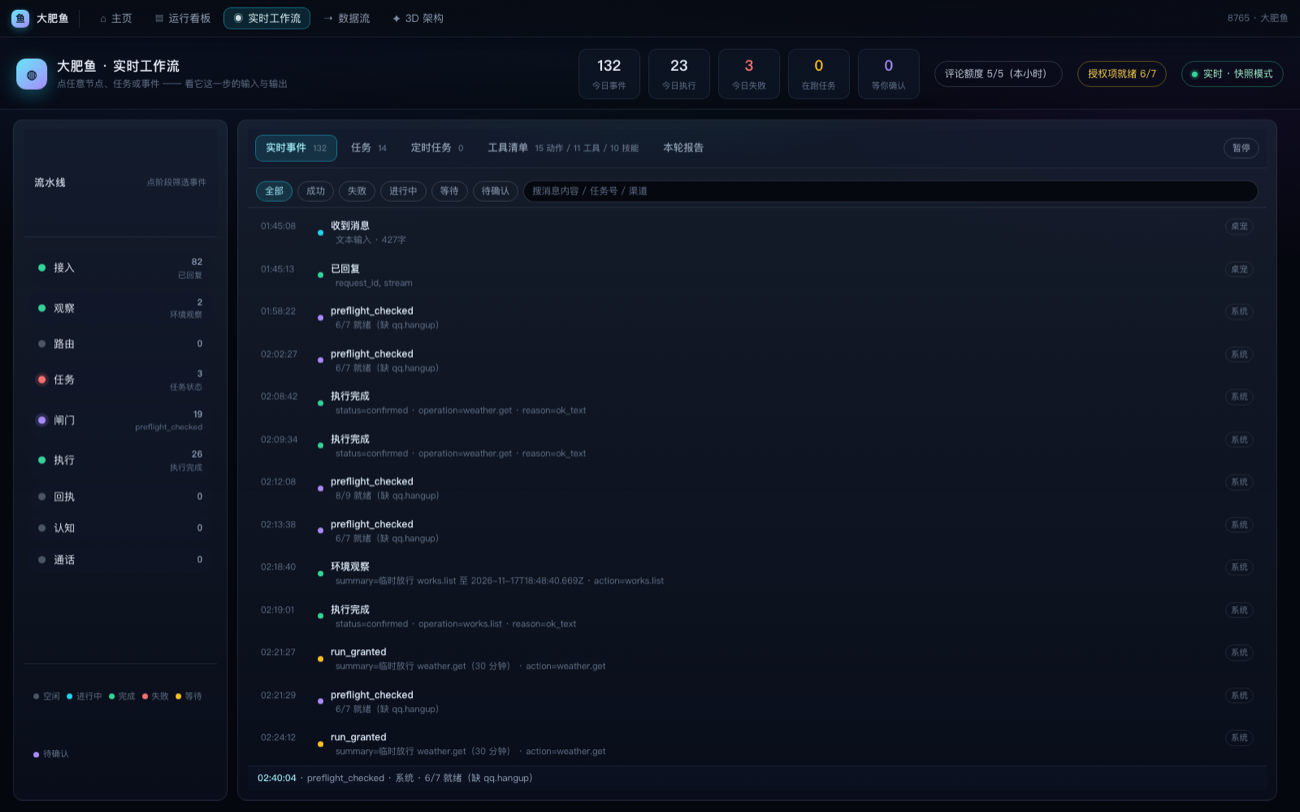 鱼 大肥鱼 主页 运行看板 实时工作流 数据流 3D 架构 8765 · 大肥鱼
大肥鱼 · 实时工作流
点任意节点、任务或事件 —— 看它这一步的输入与输出
132 今日事件
23 今日执行
3 今日失败
0 在跑任务
0 等你确认
评论额度 5/5（本小时）
授权项就绪 6/7
实时 · 快照模式
流水线 点阶段筛选事件
接入 82 已回复
观察 2 环境观察
路由 0
任务 3 任务状态
闸门 19 preflight_checked
执行 26 执行完成
回执 0
认知 0
通话 0
空闲 进行中 完成 失败 等待
待确认
实时事件 132 任务 14 定时任务 0 工具清单 15 动作 / 11 工具 / 10 技能 本轮报告 暂停
全部 成功 失败 进行中 等待 待确认 搜消息内容 / 任务号 / 渠道
01:45:06 收到消息 桌宠
文本输入 · 427字
01:45:13 已回复 桌宠
request_id, stream
01:58:22 preflight_checked 系统
6/7 就绪（缺 qq.hangup）
02:02:27 preflight_checked 系统
6/7 就绪（缺 qq.hangup）
02:08:42 执行完成 系统
status=confirmed · operation=weather.get · reason=ok_text
02:09:34 执行完成 系统
status=confirmed · operation=weather.get · reason=ok_text
02:12:08 preflight_checked 系统
8/9 就绪（缺 qq.hangup）
02:13:38 preflight_checked 系统
6/7 就绪（缺 qq.hangup）
02:18:40 环境观察 系统
summary=临时放行 works.list 至 2026-11-17T18:48:40.669Z · action=works.list
02:19:01 执行完成 系统
status=confirmed · operation=works.list · reason=ok_text
02:21:27 run_granted 系统
summary=临时放行 weather.get（30 分钟） · action=weather.get
02:21:29 preflight_checked 系统
6/7 就绪（缺 qq.hangup）
02:24:12 run_granted 系统
summary=临时放行 weather.get（30 分钟） · action=weather.get
02:40:04 · preflight_checked · 系统 · 6/7 就绪（缺 qq.hangup）